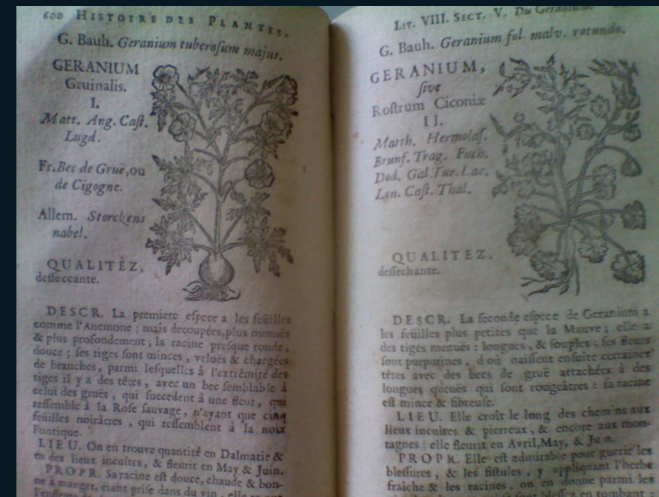 600 HISTOIRE DES PLANTES,
G. Bauh. Geranium tuberosum majus.
GERANIUM
Gruinalis.
I.
Matt. Ang. Cast.
Lugd.
Fr. Bec de Gruë, ou
de Cigogne.
Allem. Storckens
nabel.
QUALITEZ,
desseccante.
DESCR. La premiere espece a les feüilles
comme l'Anemone : mais decoupées, plus menuës
& plus profondement ; la racine presque ronde,
douce ; ses tiges sont minces, veluës & chargées
de branches, parmi lesquelles à l'extrémité des
tiges il y a des têtes, avec un bec semblable à
celui des gruës, qui succedent à une fleur, qui
ressemble à la Rose sauvage, n'ayant que cinq
feüilles noirâtres, qui ressemblent à la noix
Pontique.
LIEU. On en trouve quantité en Dalmatie &
en des lieux incultes, & fleurit en May & Juin.
PROPR. Sa racine est douce, chaude & bon-
ne à manger, étant prise dans du vin, elle
LIV. VIII. SECT. V. Du Geranium.
G. Bauh. Geranium fol. malv. rotundo.
GERANIUM,
sive
Rostrum Ciconiæ
II.
Matth. Hermolaf.
Brunf. Trag. Fuch.
Dod. Gal. Tur. Lac.
Lon. Cast. Thal.
QUALITEZ,
dessechante.
DESCR. La seconde espece de Geranium a
les feüilles plus petites que la Mauve ; elle a
des tiges menuës : longues, & souples ; ses fleurs
sont purpurines, d'où naissent ensuite certaines
têtes avec des becs de gruë attachées à des
longues queuës qui sont rougeâtres : sa racine
est mince & fibreuse.
LIEU. Elle croît le long des chemins aux
lieux incultes & pierreux, & encore aux mon-
tagnes : elle fleurit en Avril, May, & Juin.
PROPR. Elle est admirable pour guerir les
blessures, & les fistules, y appliquant l'herbe
fraîche & les racines, on en donne parmi les